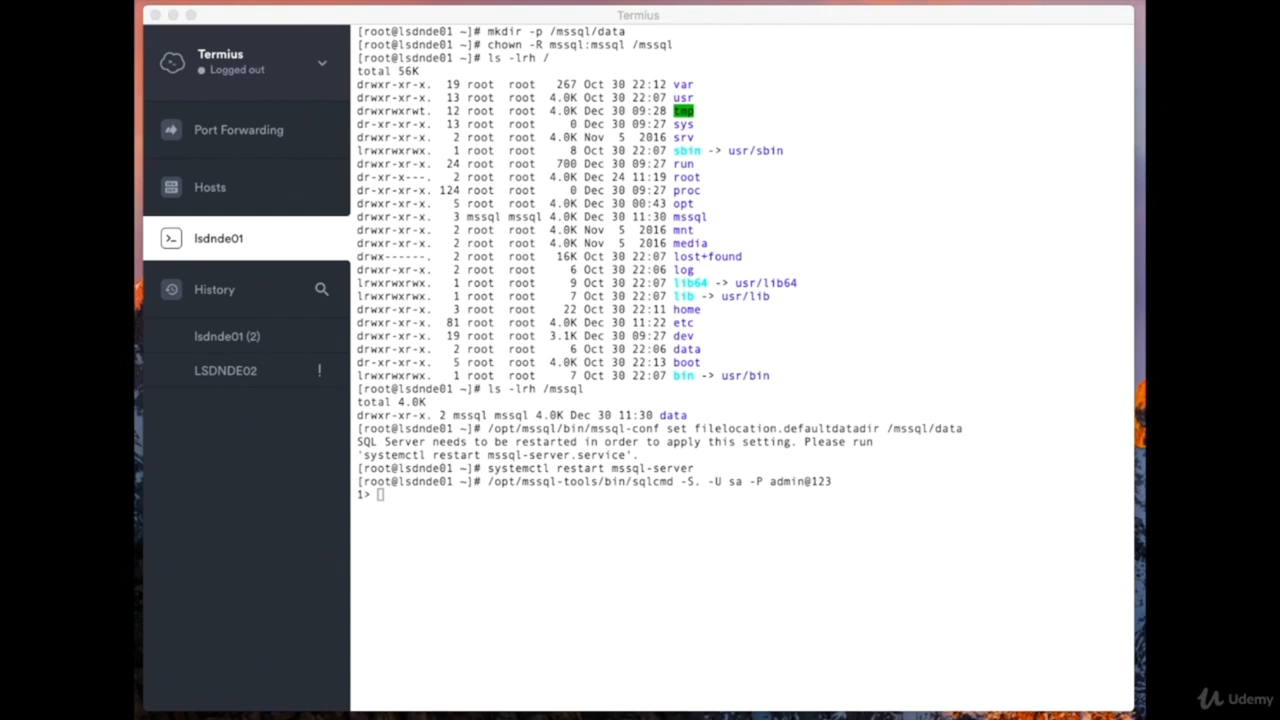 Termius
Termius
Logged out
Port Forwarding
Hosts
lsdnde01
History
lsdnde01 (2)
LSDNDE02 !
[root@lsdnde01 ~]# mkdir -p /mssql/data
[root@lsdnde01 ~]# chown -R mssql:mssql /mssql
[root@lsdnde01 ~]# ls -lrh /
total 56K
drwxr-xr-x. 19 root root 267 Oct 30 22:12 var
drwxr-xr-x. 13 root root 4.0K Oct 30 22:07 usr
drwxrwxrwt. 12 root root 4.0K Dec 30 09:28 tmp
dr-xr-xr-x. 13 root root 0 Dec 30 09:27 sys
drwxr-xr-x. 2 root root 4.0K Nov 5 2016 srv
lrwxrwxrwx. 1 root root 8 Oct 30 22:07 sbin -> usr/sbin
drwxr-xr-x. 24 root root 700 Dec 30 09:27 run
dr-xr-x---. 2 root root 4.0K Dec 24 11:19 root
dr-xr-xr-x. 124 root root 0 Dec 30 09:27 proc
drwxr-xr-x. 5 root root 4.0K Dec 30 00:43 opt
drwxr-xr-x. 3 mssql mssql 4.0K Dec 30 11:30 mssql
drwxr-xr-x. 2 root root 4.0K Nov 5 2016 mnt
drwxr-xr-x. 2 root root 4.0K Nov 5 2016 media
drwx------. 2 root root 16K Oct 30 22:07 lost+found
drwxr-xr-x. 2 root root 6 Oct 30 22:06 log
lrwxrwxrwx. 1 root root 9 Oct 30 22:07 lib64 -> usr/lib64
lrwxrwxrwx. 1 root root 7 Oct 30 22:07 lib -> usr/lib
drwxr-xr-x. 3 root root 22 Oct 30 22:11 home
drwxr-xr-x. 81 root root 4.0K Dec 30 11:22 etc
drwxr-xr-x. 19 root root 3.1K Dec 30 09:27 dev
drwxr-xr-x. 2 root root 6 Oct 30 22:06 data
dr-xr-xr-x. 5 root root 4.0K Oct 30 22:13 boot
lrwxrwxrwx. 1 root root 7 Oct 30 22:07 bin -> usr/bin
[root@lsdnde01 ~]# ls -lrh /mssql
total 4.0K
drwxr-xr-x. 2 mssql mssql 4.0K Dec 30 11:30 data
[root@lsdnde01 ~]# /opt/mssql/bin/mssql-conf set filelocation.defaultdatadir /mssql/data
SQL Server needs to be restarted in order to apply this setting. Please run
'systemctl restart mssql-server.service'.
[root@lsdnde01 ~]# systemctl restart mssql-server
[root@lsdnde01 ~]# /opt/mssql-tools/bin/sqlcmd -S. -U sa -P admin@123
1>
Udemy